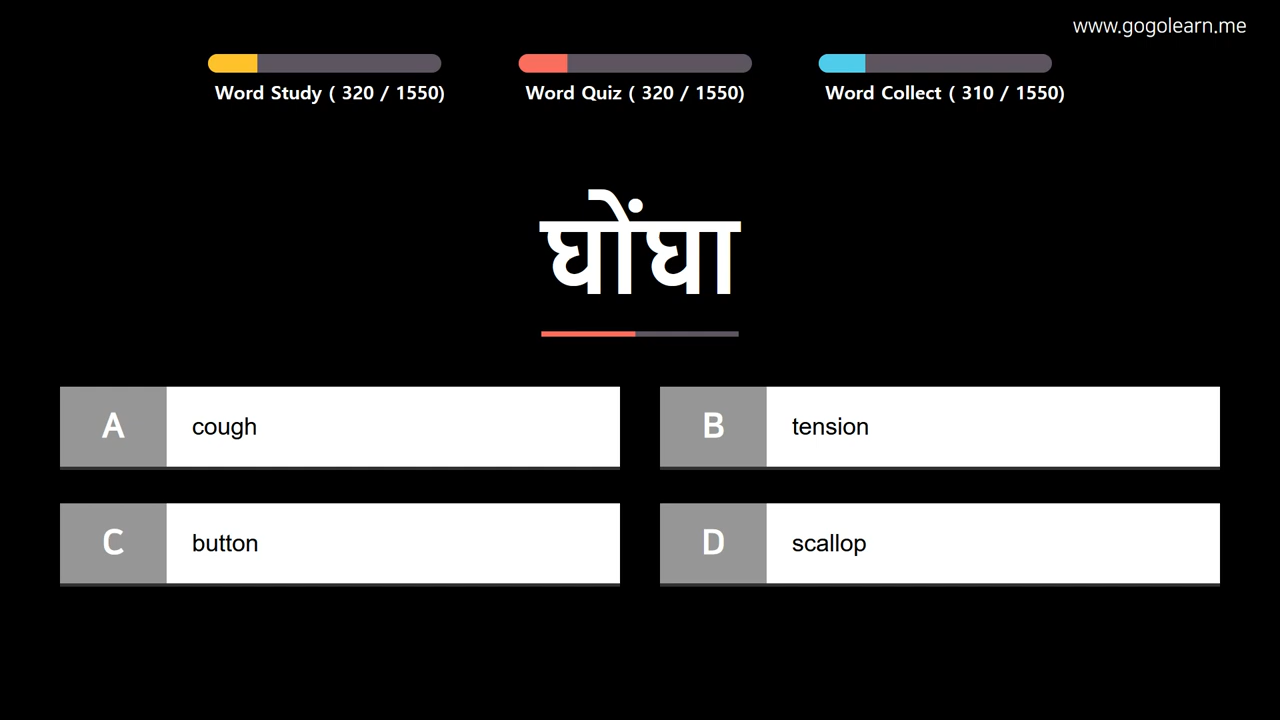 www.gogolearn.me
Word Study ( 320 / 1550)
Word Quiz ( 320 / 1550)
Word Collect ( 310 / 1550)
घोंघा
A cough
B tension
C button
D scallop